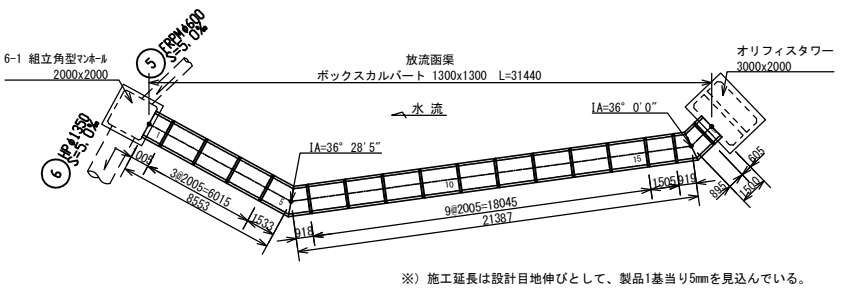 6-1 組立角型マンホール
2000x2000
5
FRPMφ600
S=5.0‰
放流函渠
ボックスカルバート 1300x1300 L=31440
オリフィスタワー
3000x2000
水 流
IA=36° 0'0"
IA=36° 28'5"
6
HPφ1350
S=5.0‰
1
5
10
15
1005
3@2005=6015
8553
1533
918
9@2005=18045
21387
1505
919
895
605
1500
※) 施工延長は設計目地伸びとして、製品1基当り5mmを見込んでいる。